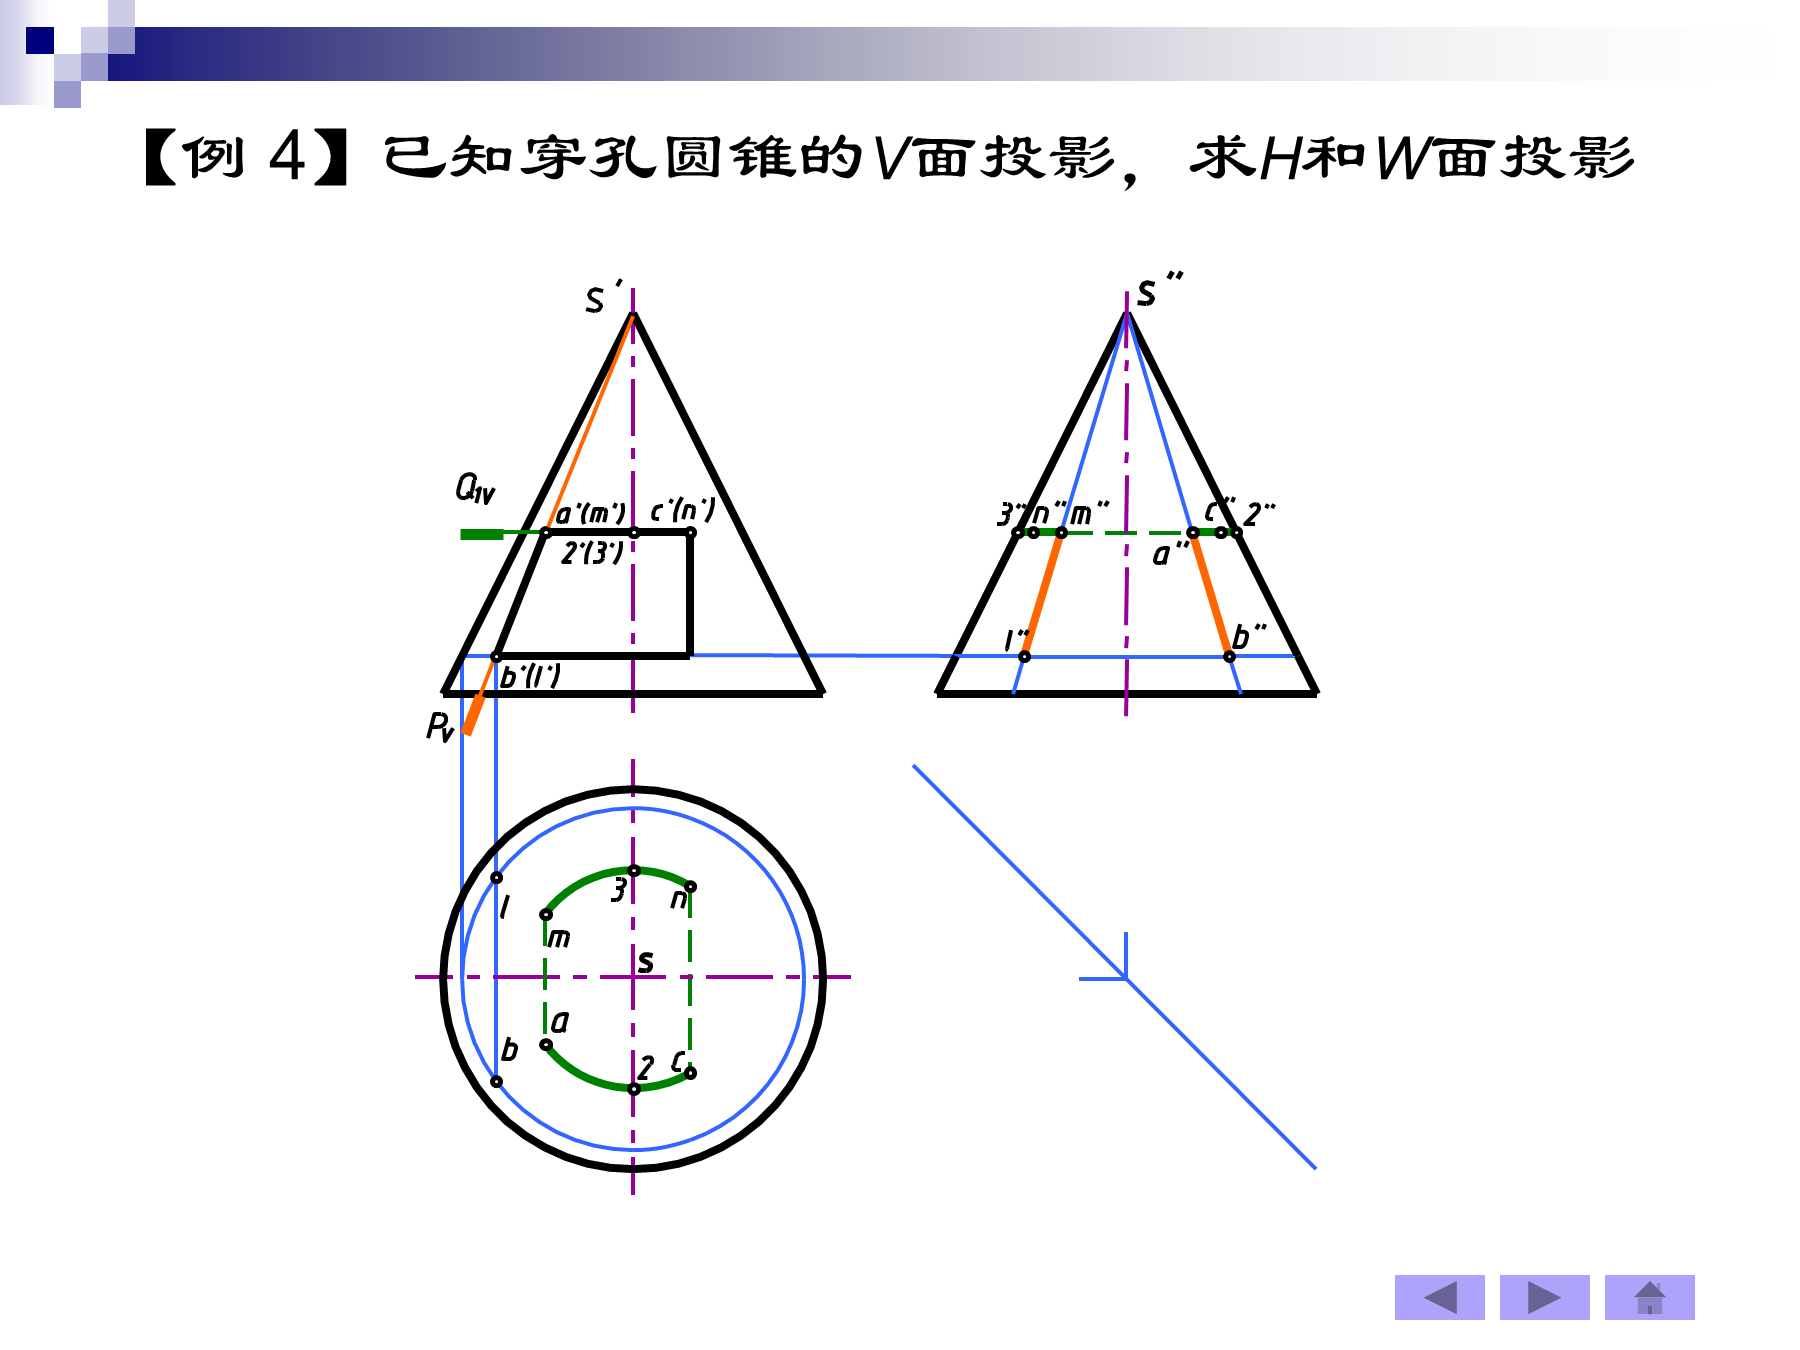 【例 4】已知穿孔圆锥的V面投影，求H和W面投影
S′ S″
Q1V a′(m′) c′(n′) 3″ n″ m″ c″ 2″
2′(3′) a″
b′(1′) 1″ b″
PV
3 n
1 m
s
a
b 2 c